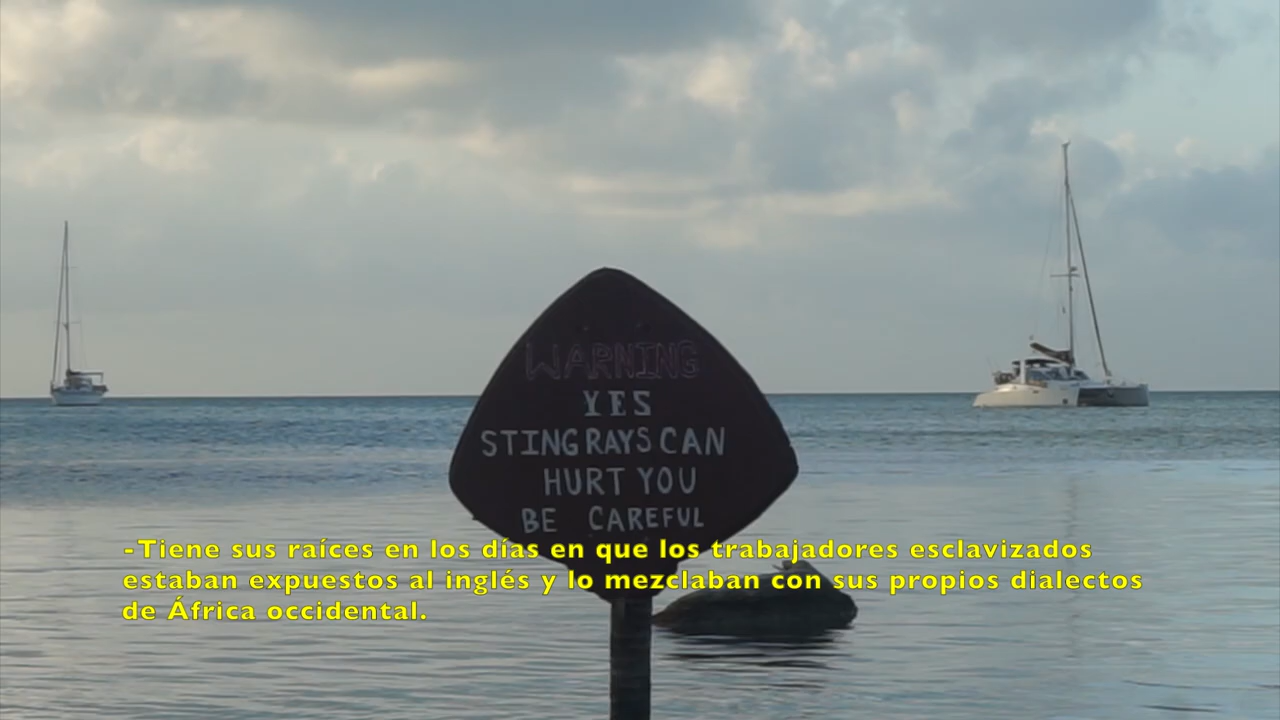 WARNING
YES
STINGRAYS CAN
HURT YOU
BE CAREFUL
-Tiene sus raíces en los días en que los trabajadores esclavizados
estaban expuestos al inglés y lo mezclaban con sus propios dialectos
de África occidental.